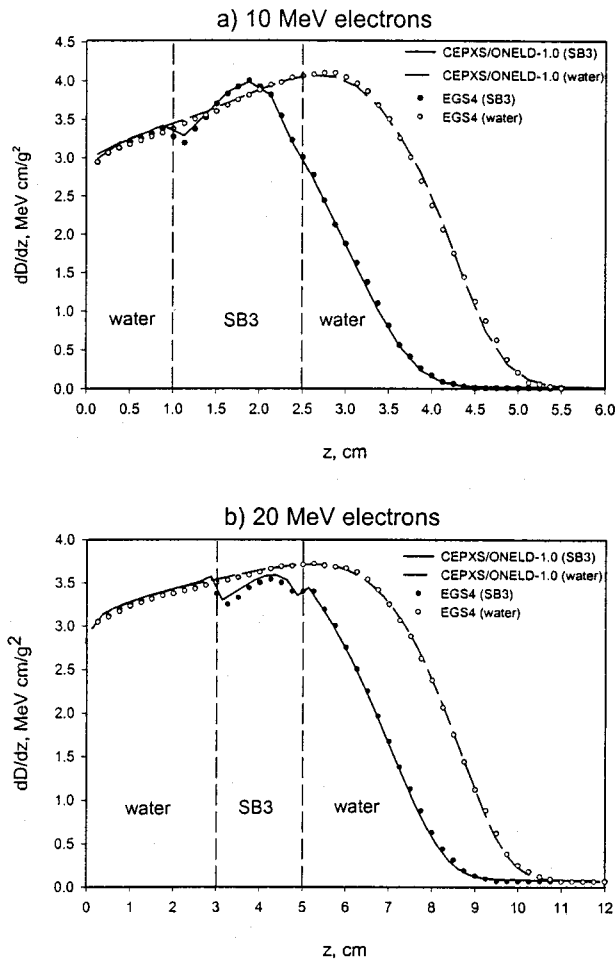 a) 10 MeV electrons
4.5
4.0
3.5
3.0
2.5
2.0
1.5
1.0
0.5
0.0
dD/dz, MeV cm/g²
CEPXS/ONELD-1.0 (SB3)
CEPXS/ONELD-1.0 (water)
EGS4 (SB3)
EGS4 (water)
water
SB3
water
0.0 0.5 1.0 1.5 2.0 2.5 3.0 3.5 4.0 4.5 5.0 5.5 6.0
z, cm
b) 20 MeV electrons
4.0
3.5
3.0
2.5
2.0
1.5
1.0
0.5
0.0
dD/dz, MeV cm/g²
CEPXS/ONELD-1.0 (SB3)
CEPXS/ONELD-1.0 (water)
EGS4 (SB3)
EGS4 (water)
water
SB3
water
0 1 2 3 4 5 6 7 8 9 10 11 12
z, cm